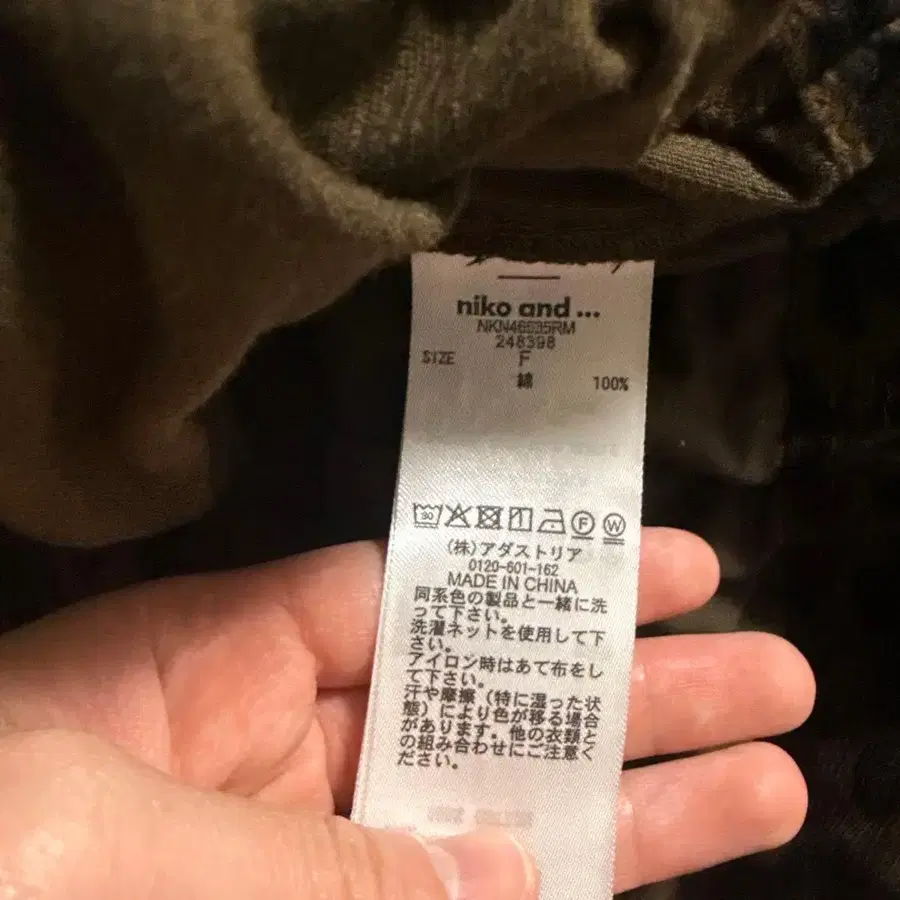 niko and ...
NKN46535RM
248398
SIZE F
綿 100%
30 F W
(株)アダストリア
0120-601-162
MADE IN CHINA
同系色の製品と一緒に洗
って下さい。
洗濯ネットを使用して下
さい。
アイロン時はあて布をし
て下さい。
汗や摩擦(特に湿った状
態)により色が移る場合
があります。他の衣類と
の組み合わせにご注意く
ださい。